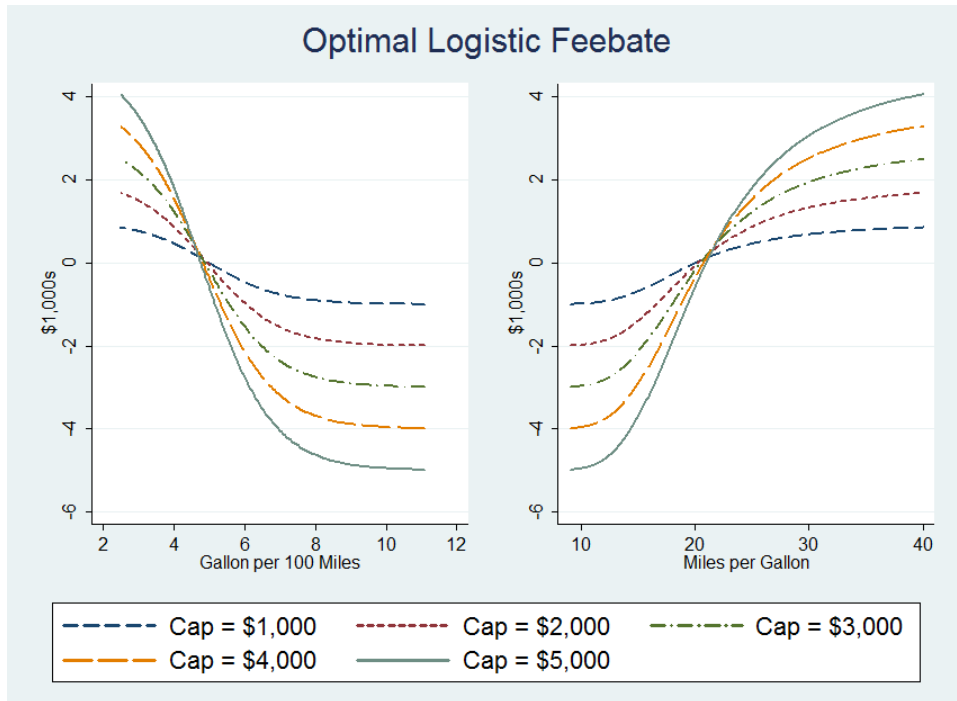 Optimal Logistic Feebate
4
2
0
-2
-4
-6
$1,000s
2 4 6 8 10 12
Gallon per 100 Miles
4
2
0
-2
-4
-6
$1,000s
10 20 30 40
Miles per Gallon
Cap = $1,000 Cap = $2,000 Cap = $3,000
Cap = $4,000 Cap = $5,000